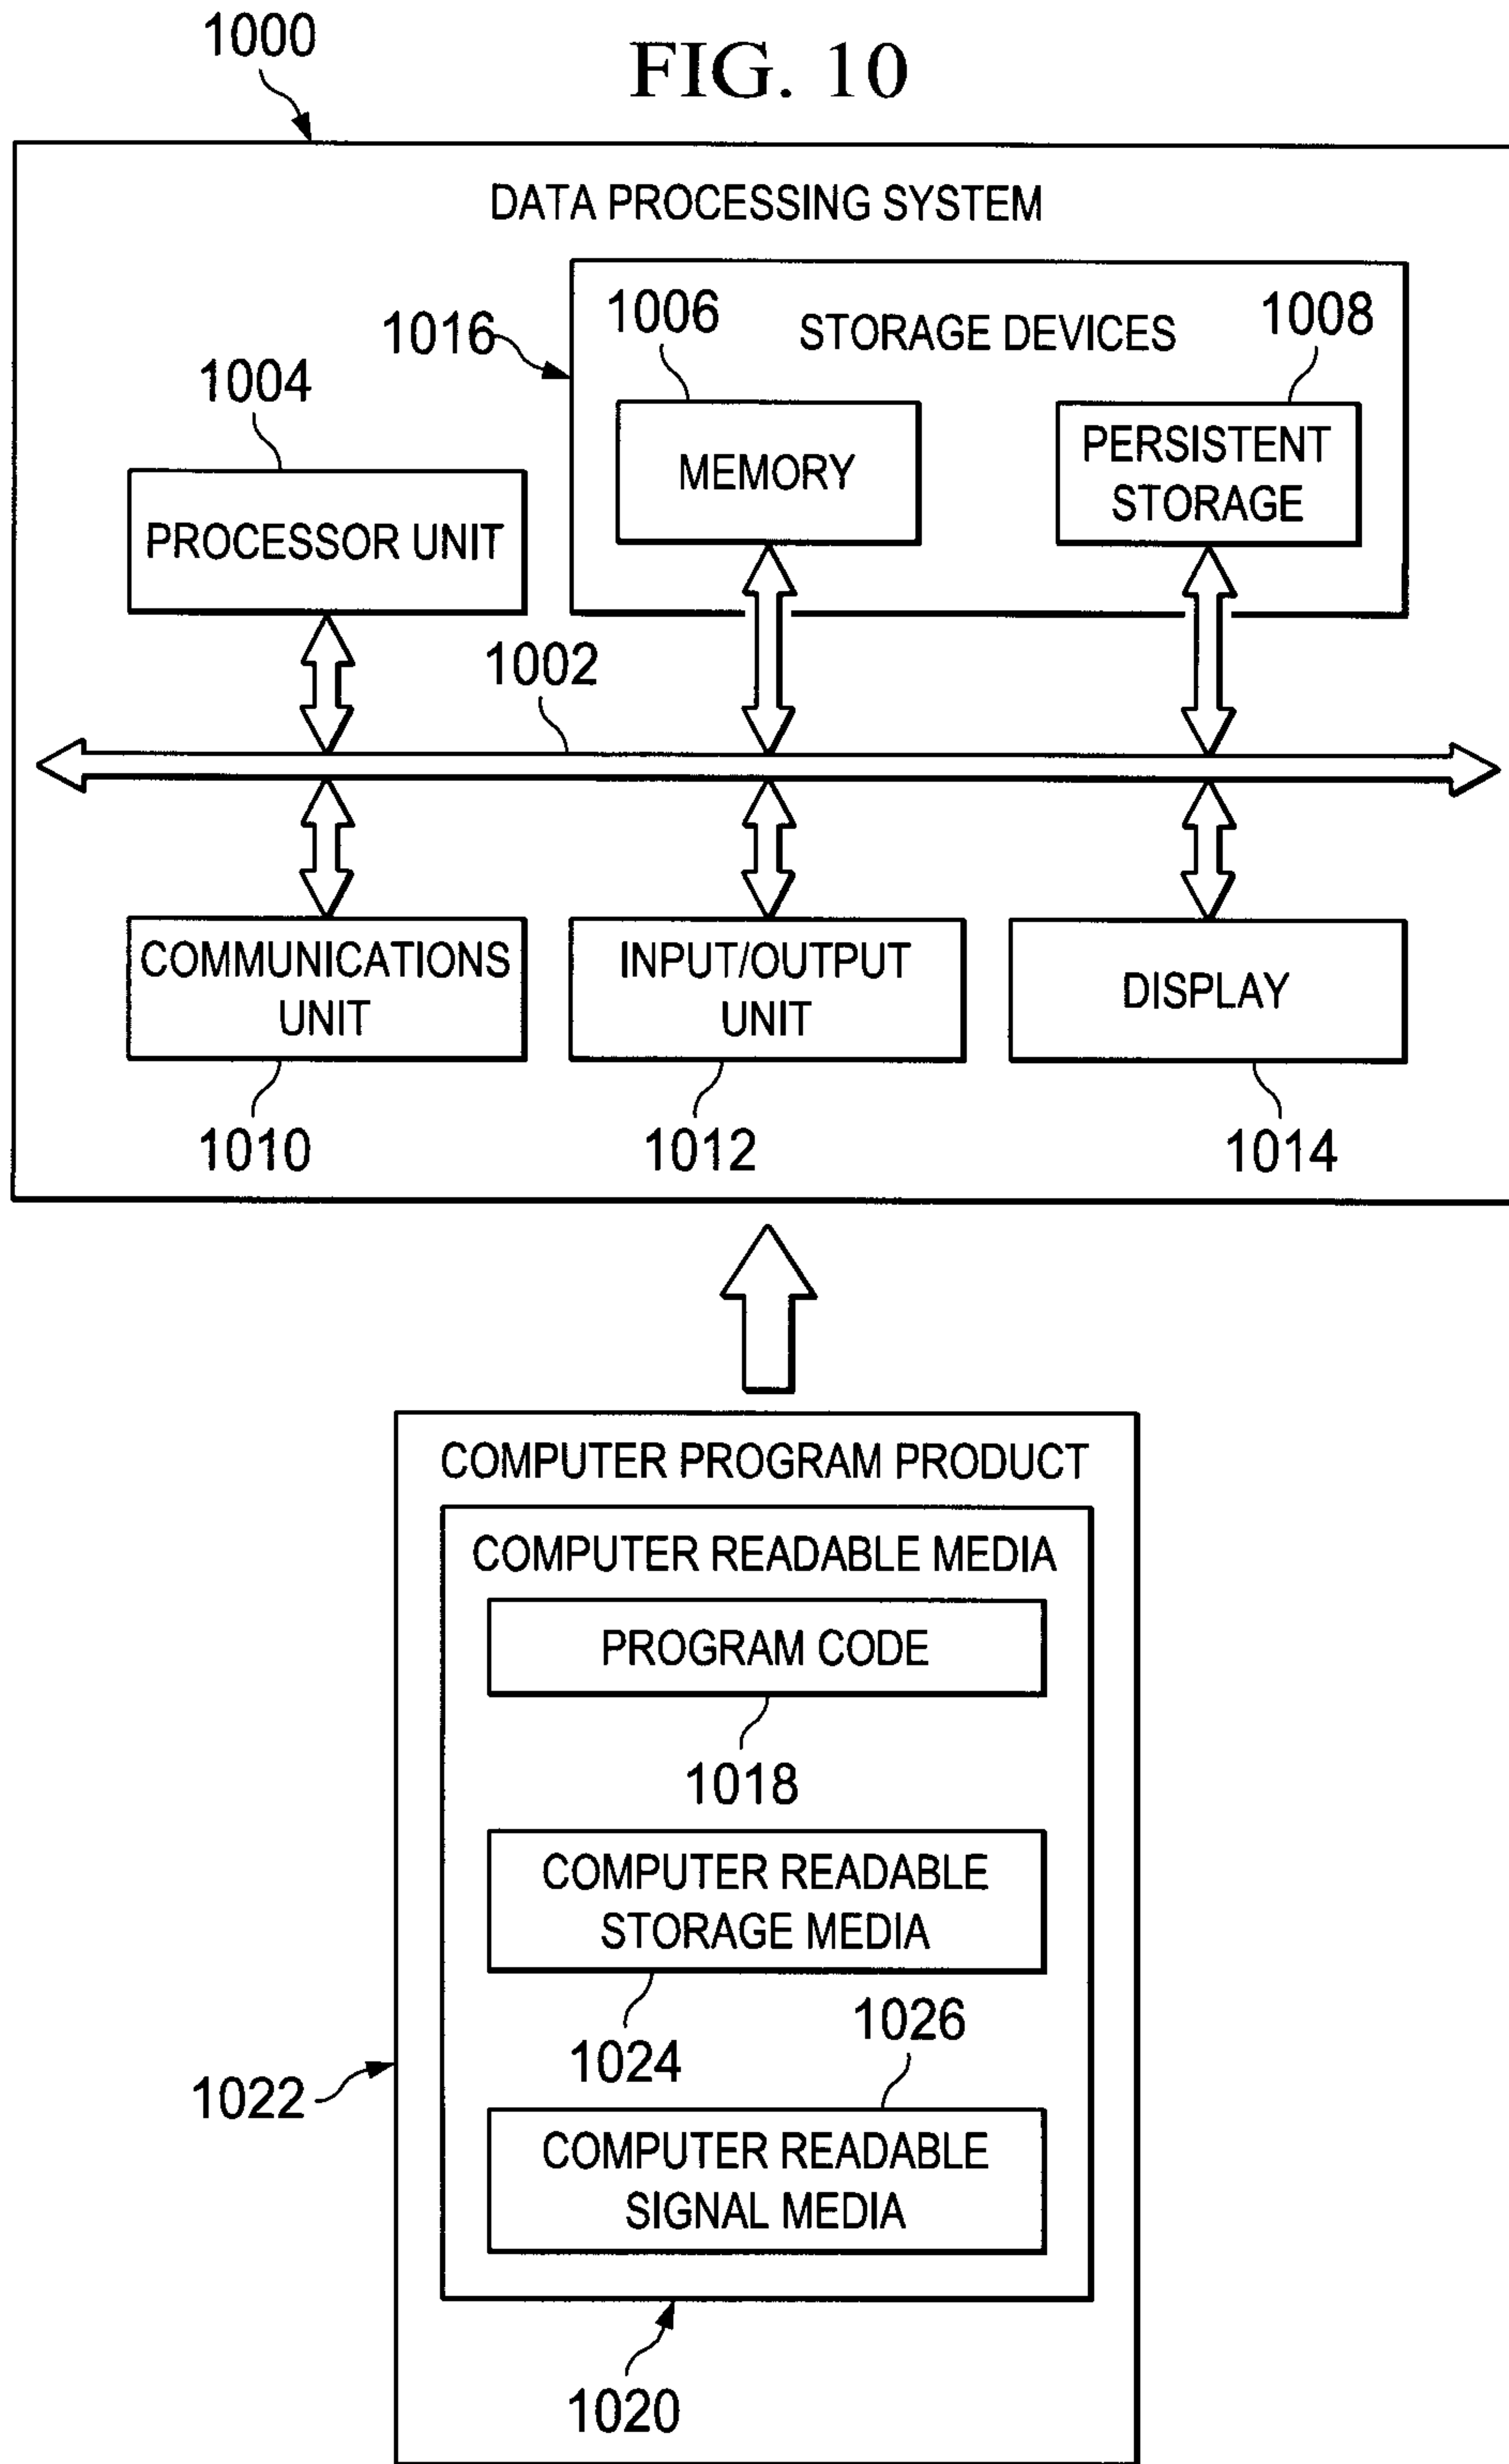 1000
FIG. 10
DATA PROCESSING SYSTEM
1016
1006
STORAGE DEVICES
1008
1004
MEMORY
PERSISTENT
STORAGE
PROCESSOR UNIT
1002
COMMUNICATIONS
UNIT
INPUT/OUTPUT
UNIT
DISPLAY
1010
1012
1014
COMPUTER PROGRAM PRODUCT
COMPUTER READABLE MEDIA
PROGRAM CODE
1018
COMPUTER READABLE
STORAGE MEDIA
1024
1026
1022
COMPUTER READABLE
SIGNAL MEDIA
1020